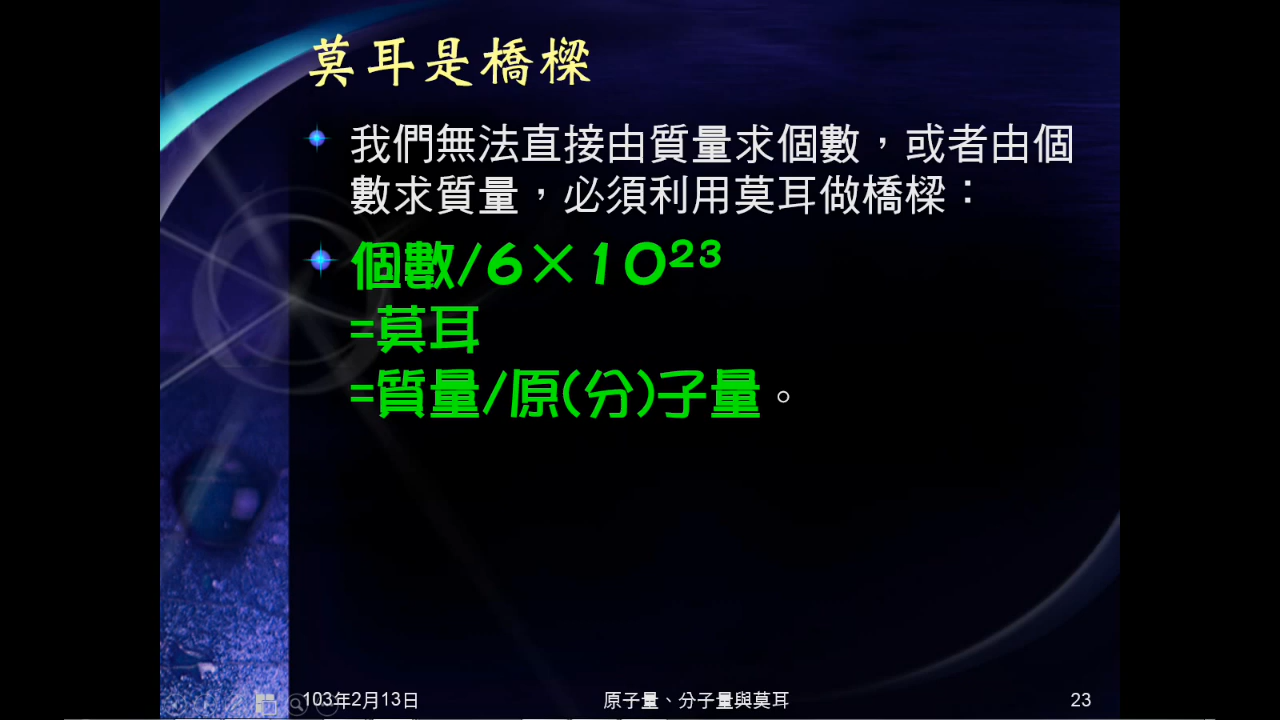 莫耳是橋樑
我們無法直接由質量求個數，或者由個
數求質量，必須利用莫耳做橋樑：
個數/6×10²³
=莫耳
=質量/原(分)子量。
103年2月13日
原子量、分子量與莫耳
23